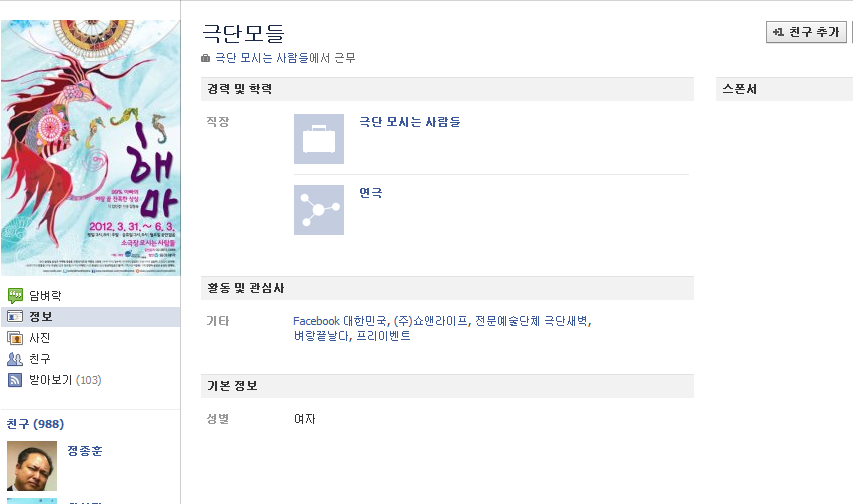 극단모들
극단 모시는 사람들에서 근무
+1 친구 추가
경력 및 학력
스폰서
직장
극단 모시는 사람들
연극
활동 및 관심사
기타
Facebook 대한민국, (주)쇼앤라이프, 전문예술단체 극단새벽,
벼랑끝날다, 프리이벤트
기본 정보
성별
여자
해마
2012. 3. 31.~ 6. 3.
소극장 모시는사람들
담벼락
정보
사진
친구
받아보기 (103)
친구 (988)
정종훈